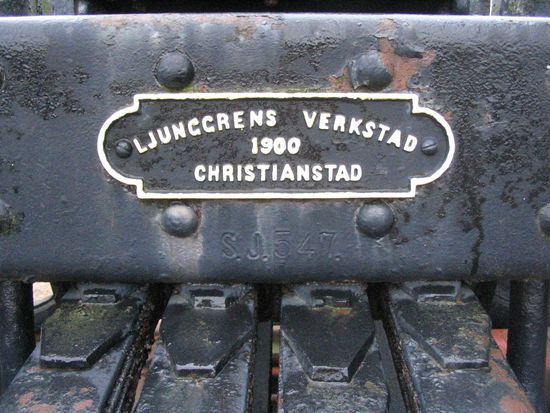 LJUNGGRENS VERKSTAD
1900
CHRISTIANSTAD
S.J.547.